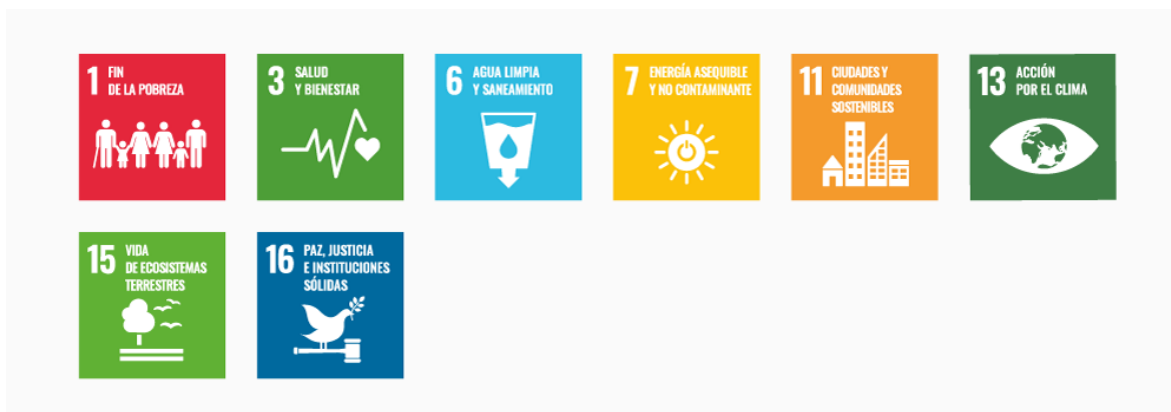 1 FIN
DE LA POBREZA
3 SALUD
Y BIENESTAR
6 AGUA LIMPIA
Y SANEAMIENTO
7 ENERGÍA ASEQUIBLE
Y NO CONTAMINANTE
11 CIUDADES Y
COMUNIDADES
SOSTENIBLES
13 ACCIÓN
POR EL CLIMA
15 VIDA
DE ECOSISTEMAS
TERRESTRES
16 PAZ, JUSTICIA
E INSTITUCIONES
SÓLIDAS